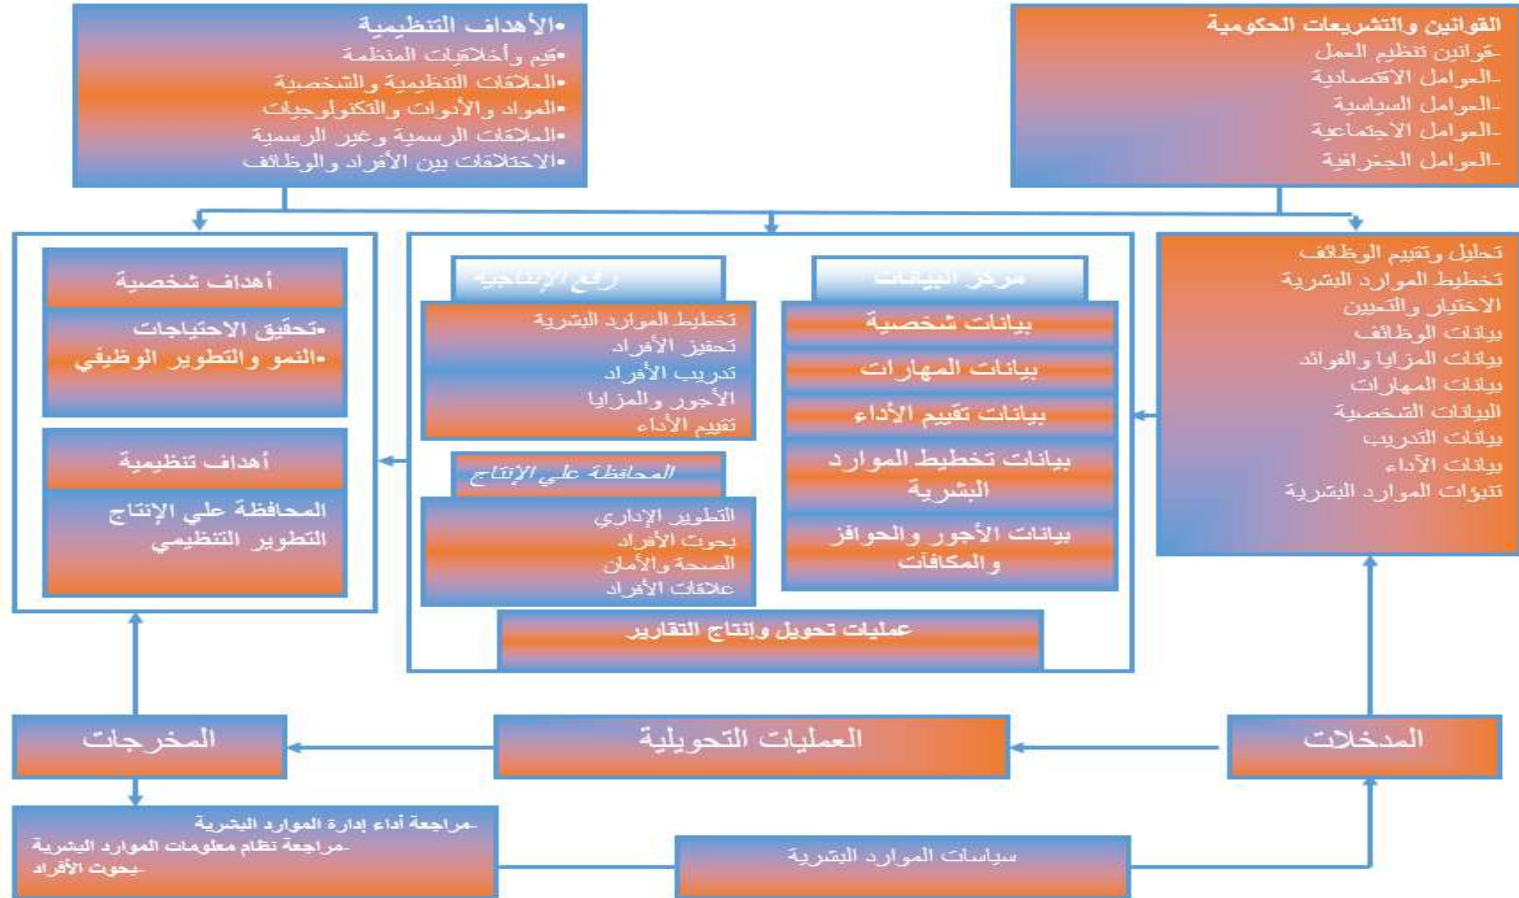 القوانين والتشريعات الحكومية
-قوانين تنظيم العمل
-العوامل الاقتصادية
-العوامل السياسية
-العوامل الاجتماعية
-العوامل الجغرافية
•الأهداف التنظيمية
•قيم وأخلاقيات المنظمة
•العلاقات التنظيمية والشخصية
•المواد والأدوات والتكنولوجيات
•العلاقات الرسمية وغير الرسمية
•الاختلافات بين الأفراد والوظائف
تحليل وتقييم الوظائف
تخطيط الموارد البشرية
الاختيار والتعيين
بيانات الوظائف
بيانات المزايا والفوائد
بيانات المهارات
البيانات الشخصية
بيانات التدريب
بيانات الآداء
تنبؤات الموارد البشرية
مركز البيانات
بيانات شخصية
بيانات المهارات
بيانات تقييم الأداء
بيانات تخطيط الموارد
البشرية
بيانات الأجور والحوافز
والمكافآت
رفع الإنتاجية
تخطيط الموارد البشرية
تحفيز الأفراد
تدريب الأفراد
الأجور والمزايا
تقييم الأداء
المحافظة علي الإنتاج
التطوير الإداري
بحوث الأفراد
الصحة والأمان
علاقات الأفراد
عمليات تحويل وإنتاج التقارير
أهداف شخصية
•تحقيق الاحتياجات
•النمو والتطوير الوظيفي
أهداف تنظيمية
المحافظة علي الإنتاج
التطوير التنظيمي
المدخلات
العمليات التحويلية
المخرجات
-مراجعة أداء إدارة الموارد البشرية
-مراجعة نظام معلومات الموارد البشرية
-بحوث الأفراد
سياسات الموارد البشرية